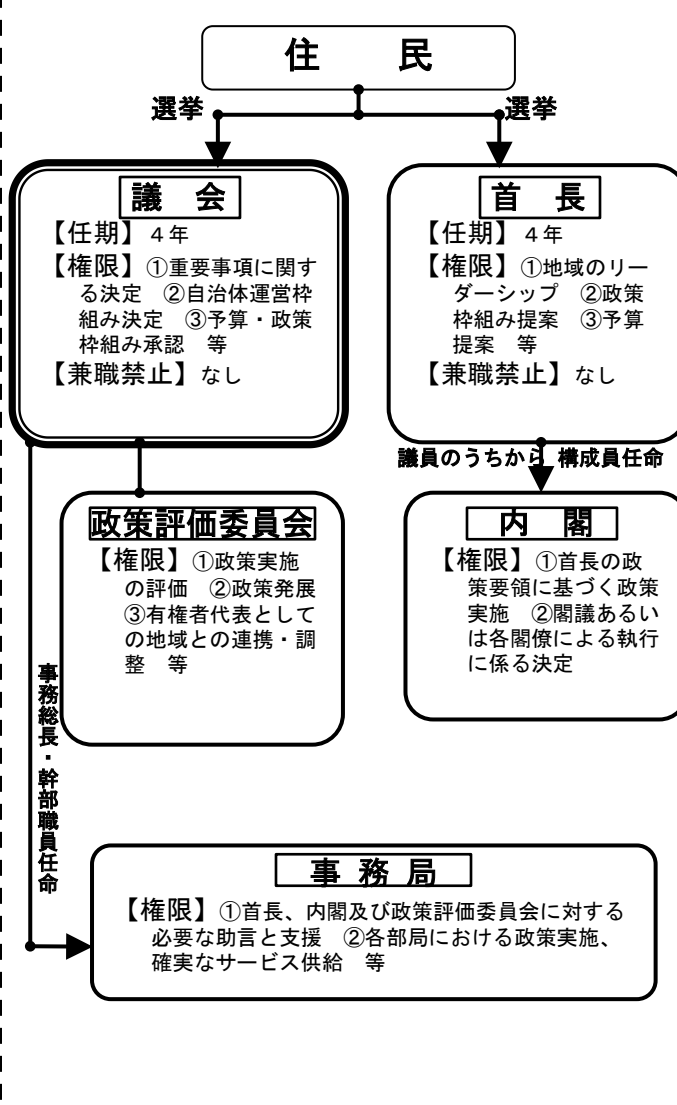 住　民
選挙
選挙
議　会
【任期】４年
【権限】①重要事項に関す
る決定　②自治体運営枠
組み決定　③予算・政策
枠組み承認　等
【兼職禁止】なし
首　長
【任期】４年
【権限】①地域のリー
ダーシップ　②政策
枠組み提案　③予算
提案　等
【兼職禁止】なし
議員のうちから 構成員任命
政策評価委員会
【権限】①政策実施
の評価　②政策発展
③有権者代表として
の地域との連携・調
整　等
内　閣
【権限】①首長の政
策要領に基づく政策
実施　②閣議あるい
は各閣僚による執行
に係る決定
事務総長・幹部職員任命
事 務 局
【権限】①首長、内閣及び政策評価委員会に対する
必要な助言と支援　②各部局における政策実施、
確実なサービス供給　等